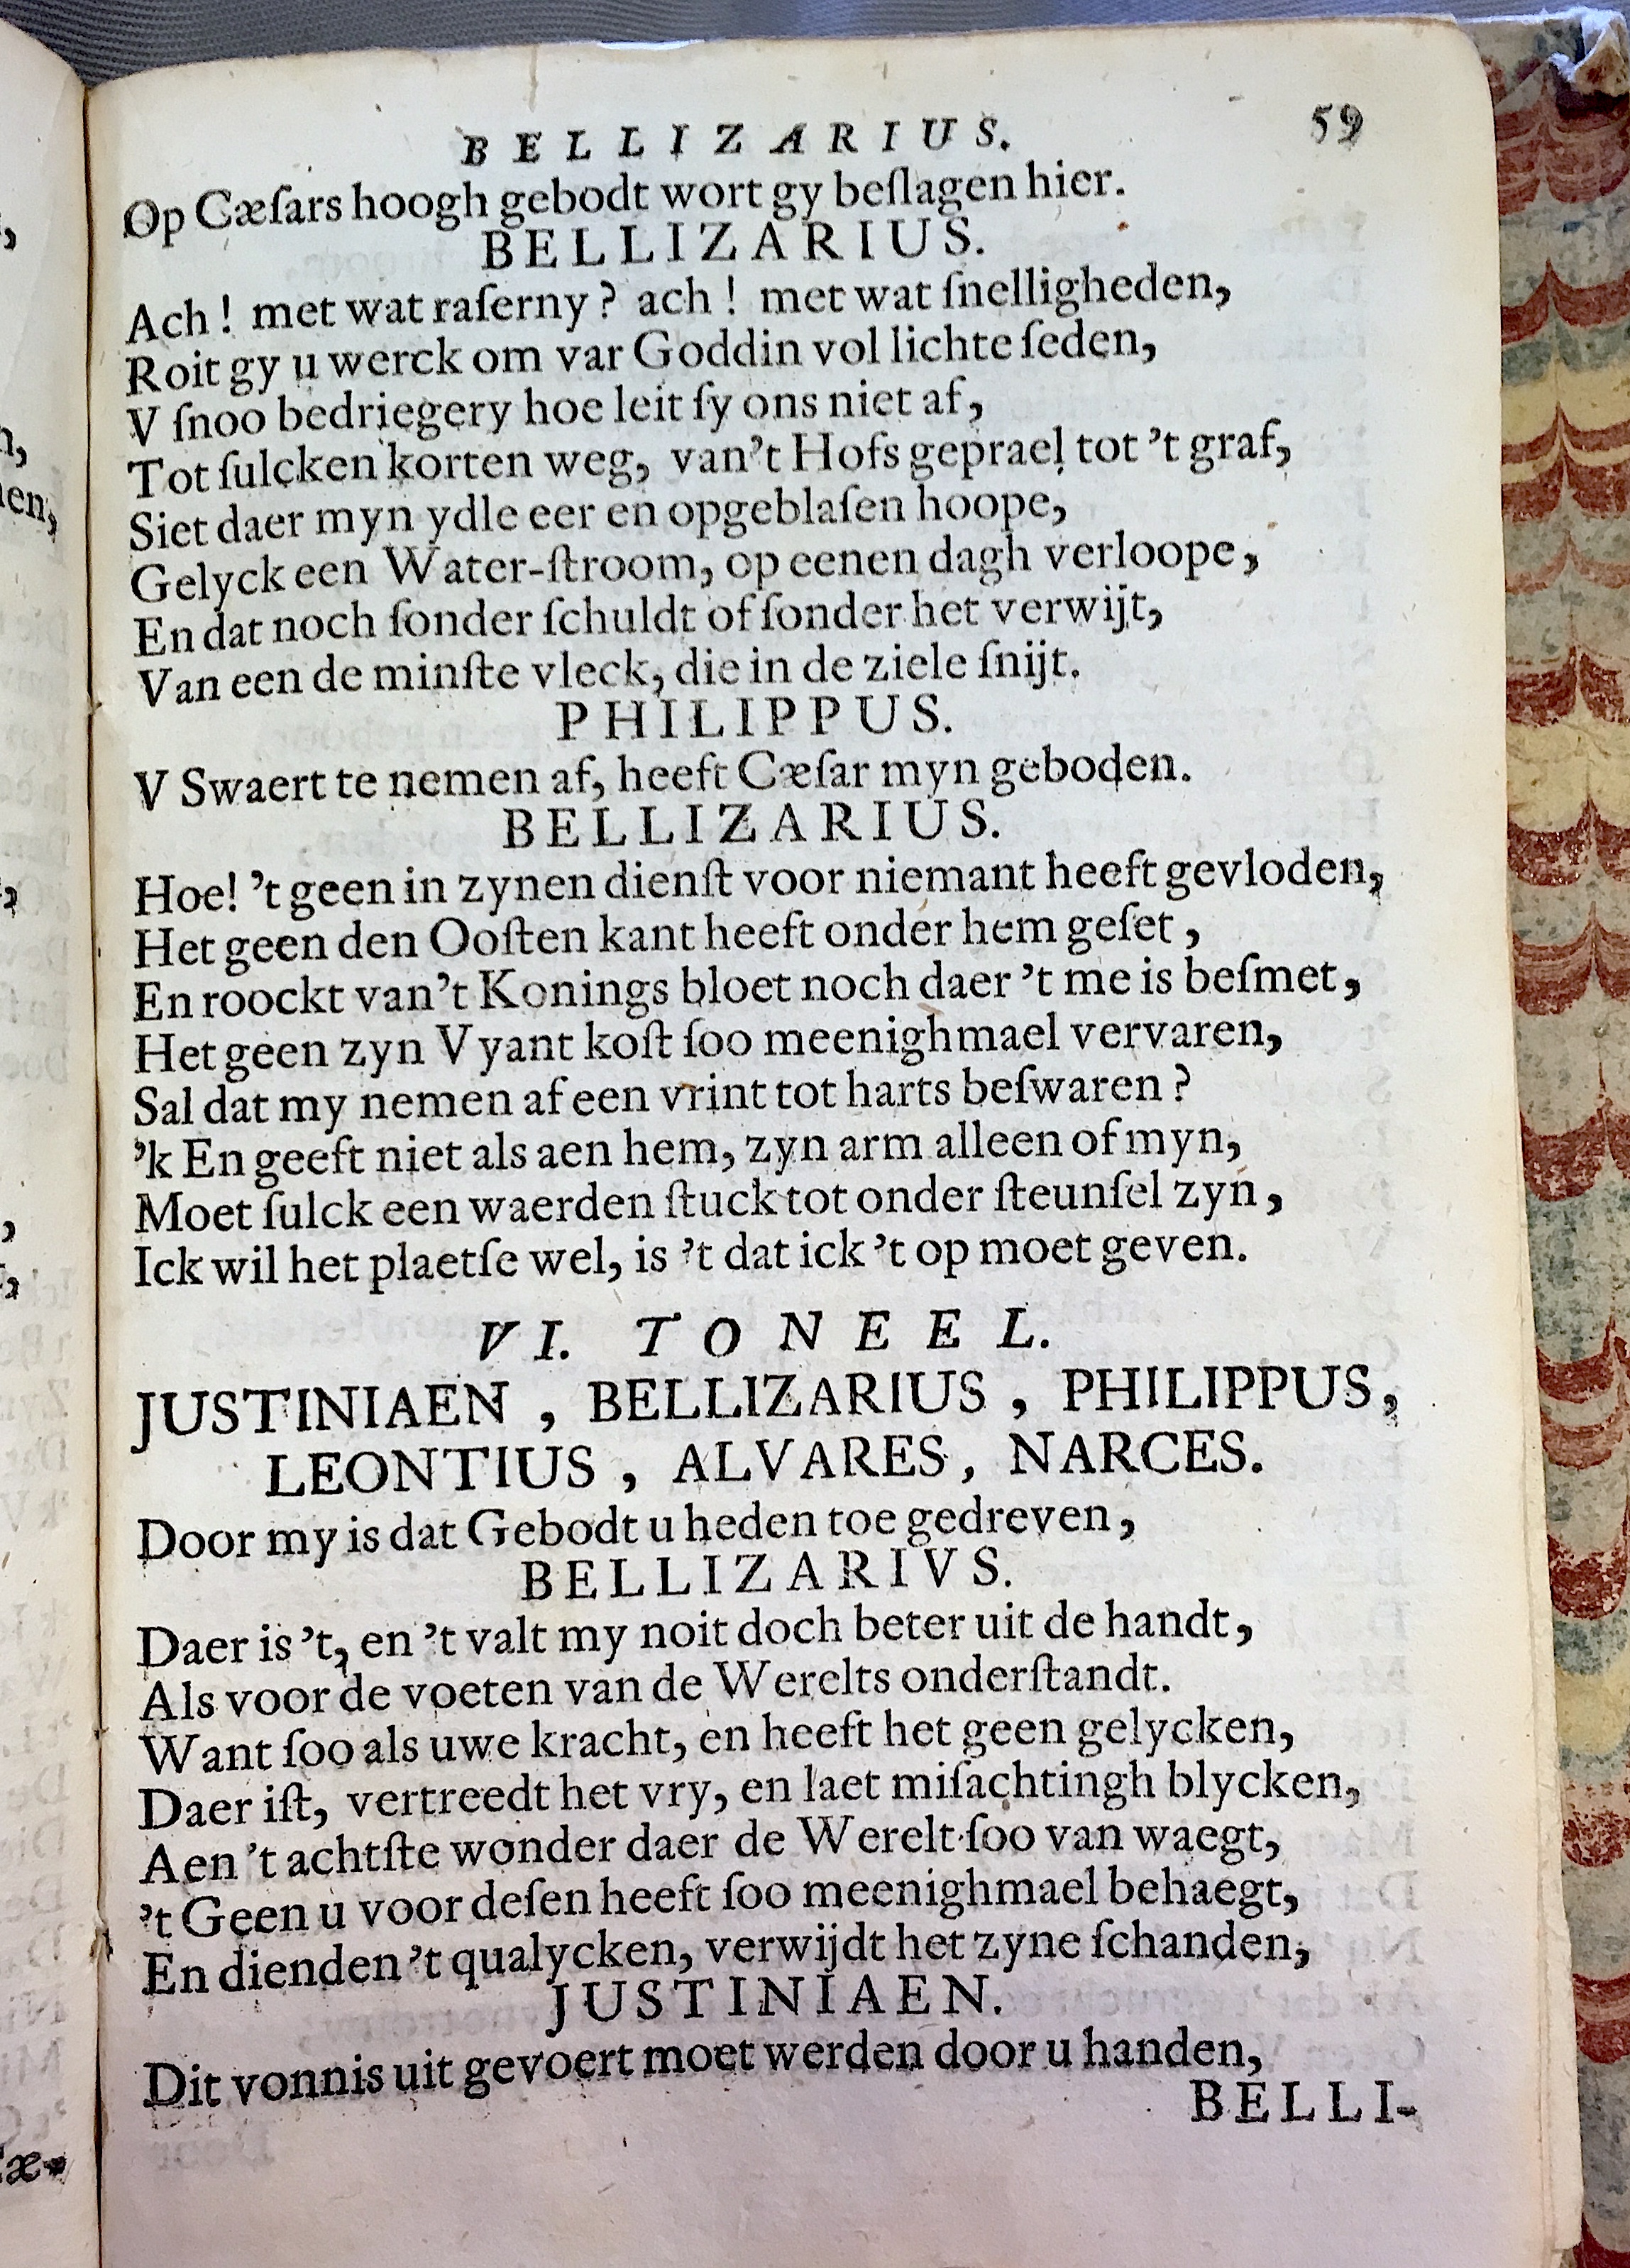 BELLIZARIUS. 59
Op Cæſars hoogh gebodt wort gy beſlagen hier.
BELLIZARIUS.
Ach! met wat raſerny? ach! met wat ſnelligheden,
Roit gy u werck om var Goddin vol lichte ſeden,
V ſnoo bedriegery hoe leit ſy ons niet af,
Tot ſulcken korten weg, van't Hofs geprael tot 't graf,
Siet daer myn ydle eer en opgeblaſen hoope,
Gelyck een Water-ſtroom, op eenen dagh verloope,
En dat noch ſonder ſchuldt of ſonder het verwijt,
Van een de minſte vleck, die in de ziele ſnijt.
PHILIPPUS.
V Swaert te nemen af, heeft Cæſar myn geboden.
BELLIZARIUS.
Hoe! 't geen in zynen dienſt voor niemant heeft gevloden,
Het geen den Ooſten kant heeft onder hem geſet,
En roockt van't Konings bloet noch daer 't me is beſmet,
Het geen zyn Vyant koſt ſoo meenighmael vervaren,
Sal dat my nemen af een vrint tot harts beſwaren?
'k En geeft niet als aen hem, zyn arm alleen of myn,
Moet ſulck een waerden ſtuck tot onder ſteunſel zyn,
Ick wil het plaetſe wel, is 't dat ick 't op moet geven.
VI. TONEEL.
JUSTINIAEN, BELLIZARIUS, PHILIPPUS,
LEONTIUS, ALVARES, NARCES.
Door my is dat Gebodt u heden toe gedreven,
BELLIZARIVS.
Daer is 't, en 't valt my noit doch beter uit de handt,
Als voor de voeten van de Werelts onderſtandt.
Want ſoo als uwe kracht, en heeft het geen gelycken,
Daer iſt, vertreedt het vry, en laet miſachtingh blycken,
Aen 't achtſte wonder daer de Werelt ſoo van waegt,
't Geen u voor deſen heeft ſoo meenighmael behaegt,
En dienden 't qualycken, verwijdt het zyne ſchanden,
JUSTINIAEN.
Dit vonnis uit gevoert moet werden door u handen,
BELLI-